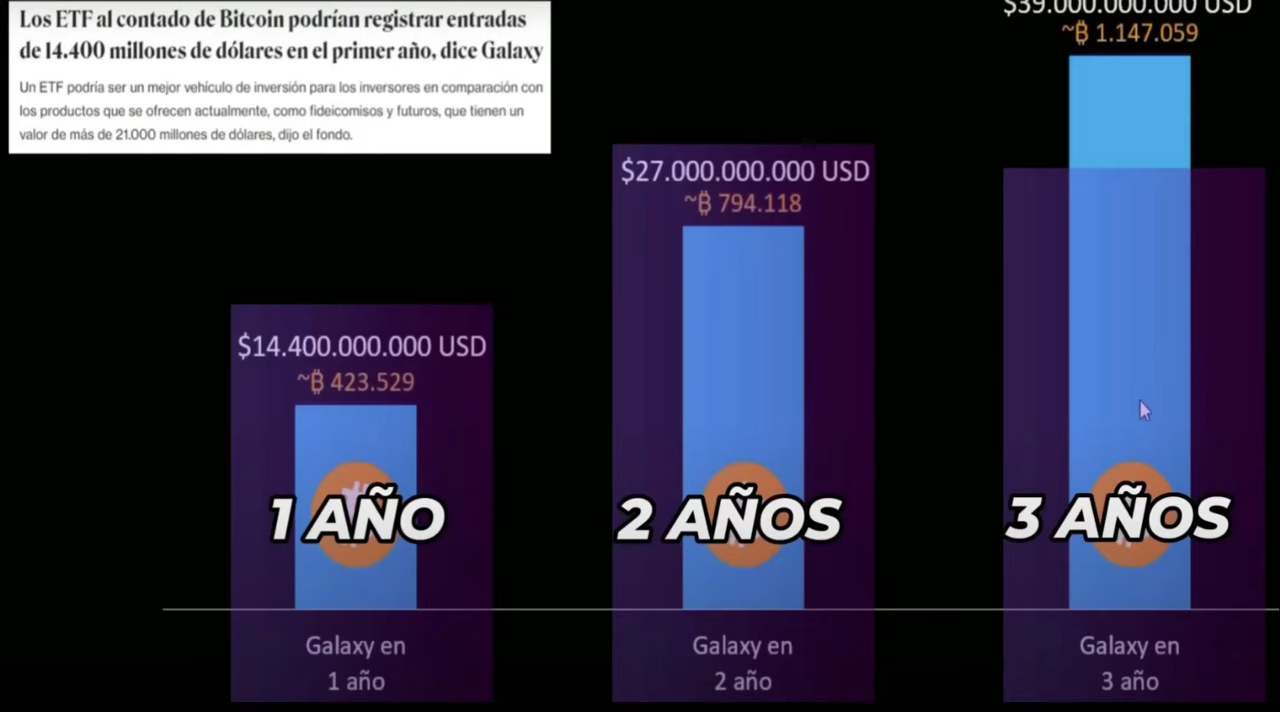 Los ETF al contado de Bitcoin podrían registrar entradas
de 14.400 millones de dólares en el primer año, dice Galaxy
Un ETF podría ser un mejor vehículo de inversión para los inversores en comparación con
los productos que se ofrecen actualmente, como fideicomisos y futuros, que tienen un
valor de más de 21.000 millones de dólares, dijo el fondo.
$14.400.000.000 USD
~₿ 423.529
1 AÑO
Galaxy en
1 año
$27.000.000.000 USD
~₿ 794.118
2 AÑOS
Galaxy en
2 año
$39.000.000.000 USD
~₿ 1.147.059
3 AÑOS
Galaxy en
3 año